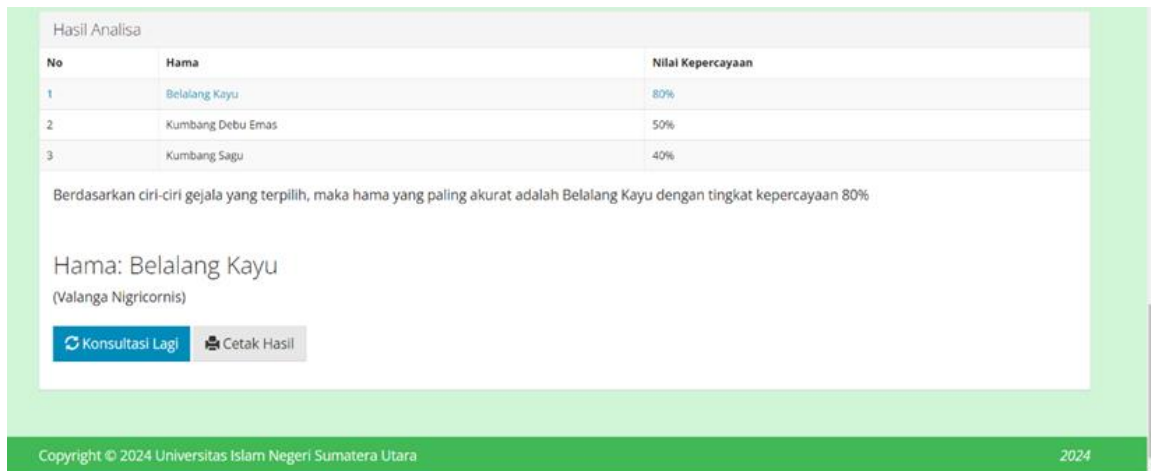 Hasil Analisa
No Hama Nilai Kepercayaan
1 Belalang Kayu 80%
2 Kumbang Debu Emas 50%
3 Kumbang Sagu 40%
Berdasarkan ciri-ciri gejala yang terpilih, maka hama yang paling akurat adalah Belalang Kayu dengan tingkat kepercayaan 80%
Hama: Belalang Kayu
(Valanga Nigricornis)
Konsultasi Lagi Cetak Hasil
Copyright © 2024 Universitas Islam Negeri Sumatera Utara 2024